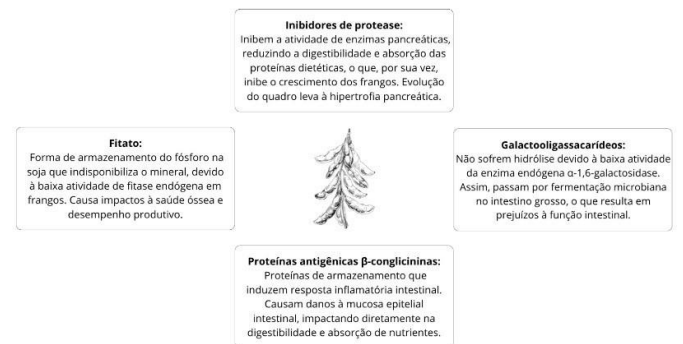 Inibidores de protease:
Inibem a atividade de enzimas pancreáticas,
reduzindo a digestibilidade e absorção das
proteínas dietéticas, o que, por sua vez,
inibe o crescimento dos frangos. Evolução
do quadro leva à hipertrofia pancreática.
Fitato:
Forma de armazenamento do fósforo na
soja que indisponibiliza o mineral, devido
à baixa atividade de fitase endógena em
frangos. Causa impactos à saúde óssea e
desempenho produtivo.
Galactooligassacarídeos:
Não sofrem hidrólise devido à baixa atividade
da enzima endógena α-1,6-galactosidase.
Assim, passam por fermentação microbiana
no intestino grosso, o que resulta em
prejuízos à função intestinal.
Proteínas antigênicas β-conglicininas:
Proteínas de armazenamento que
induzem resposta inflamatória intestinal.
Causam danos à mucosa epitelial
intestinal, impactando diretamente na
digestibilidade e absorção de nutrientes.